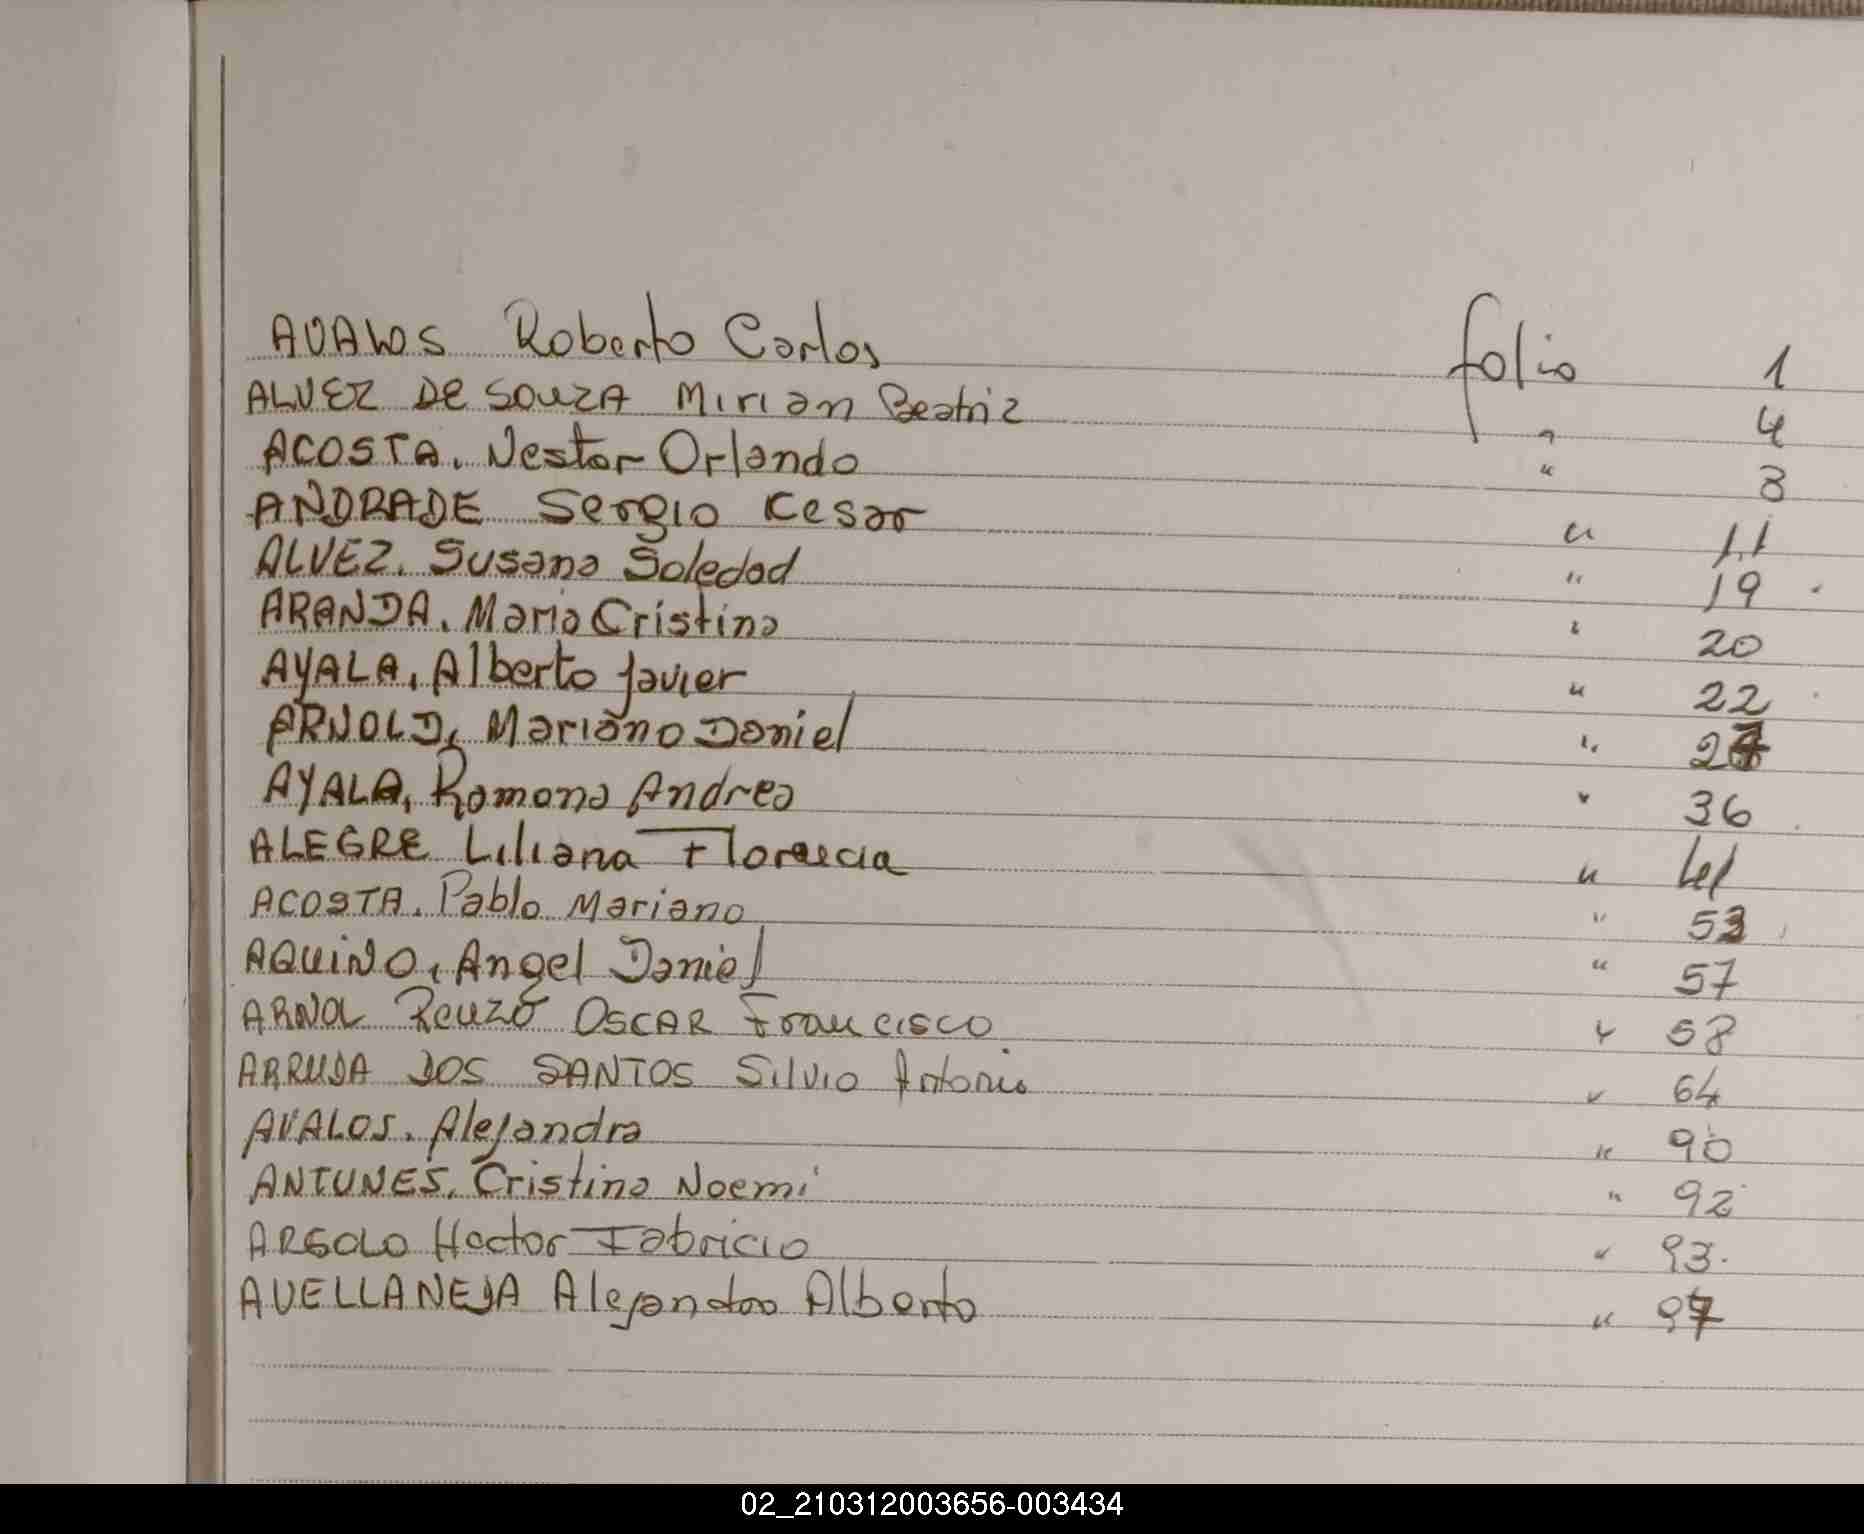 AVALOS Roberto Carlos folio 1
ALVEZ DE SOUZA Mirian Beatriz " 4
ACOSTA. Nestor Orlando " 8
ANDRADE Sergio Cesar " 11
ALVEZ. Susana Soledad " 19
ARANDA. Maria Cristina " 20
AYALA, Alberto Javier " 22
ARNOLD, Mariano Daniel "
AYALA, Ramona Andrea " 36
ALEGRE Liliana Florencia " 41
ACOSTA. Pablo Mariano " 53
AQUINO, Angel Daniel " 57
ARNOL Renzo OSCAR Francisco " 58
ARRUDA DOS SANTOS Silvio Antonio " 64
AVALOS. Alejandra " 90
ANTUNES. Cristina Noemi " 92
ARGOLO Hector Fabricio " 93.
AVELLANEDA Alejandro Alberto " 97
02_210312003656-003434